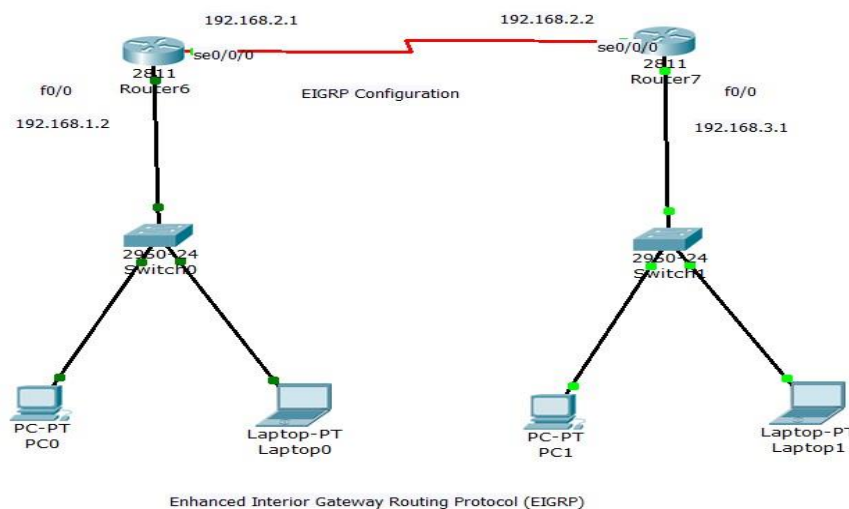 192.168.2.1
192.168.2.2
se0/0/0
se0/0/0
2811
Router6
2811
Router7
f0/0
EIGRP Configuration
f0/0
192.168.1.2
192.168.3.1
2950-24
Switch0
2950-24
Switch1
PC-PT
PC0
Laptop-PT
Laptop0
PC-PT
PC1
Laptop-PT
Laptop1
Enhanced Interior Gateway Routing Protocol (EIGRP)